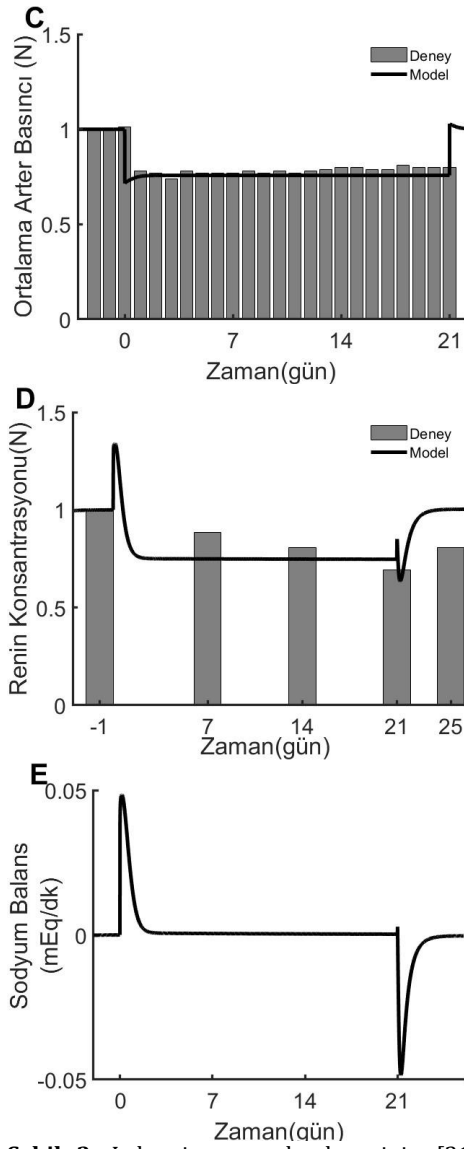 C
Ortalama Arter Basıncı (N)
1.5
1
0.5
0
Deney
Model
0 7 14 21
Zaman(gün)
D
Renin Konsantrasyonu(N)
1.5
1
0.5
0
Deney
Model
-1 7 14 21 25
Zaman(gün)
E
Sodyum Balans
(mEq/dk)
0.05
0
-0.05
0 7 14 21
Zaman(gün)